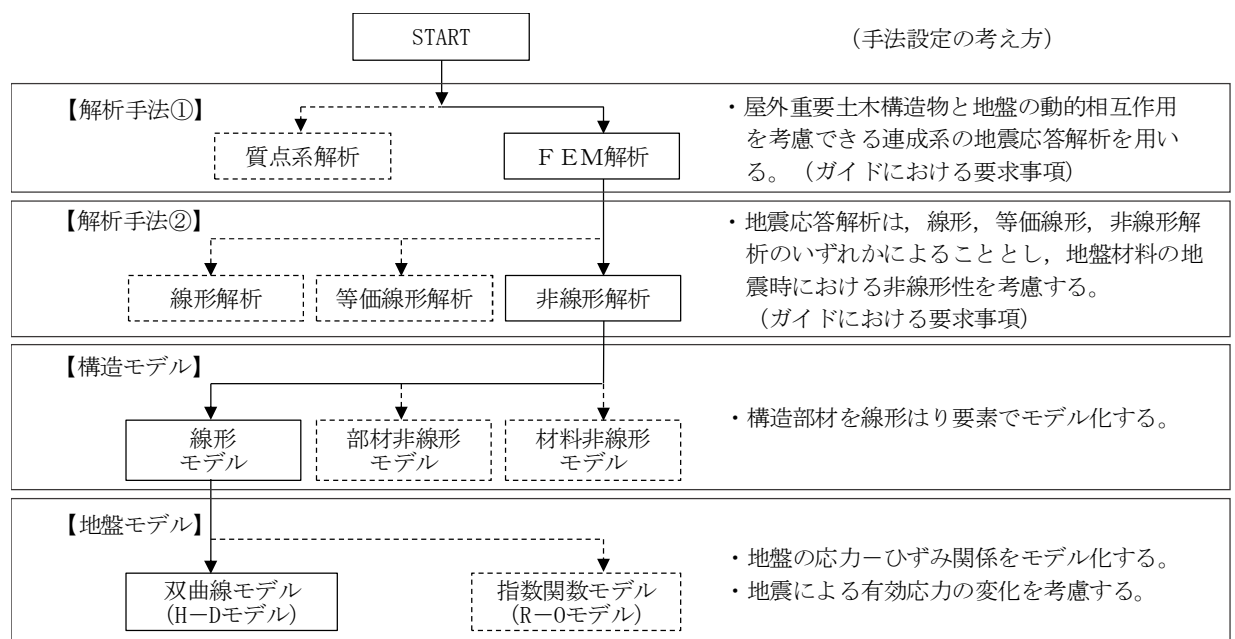 START
（手法設定の考え方）
【解析手法①】
質点系解析
ＦＥＭ解析
・屋外重要土木構造物と地盤の動的相互作用
を考慮できる連成系の地震応答解析を用い
る。（ガイドにおける要求事項）
【解析手法②】
線形解析
等価線形解析
非線形解析
・地震応答解析は，線形，等価線形，非線形解
析のいずれかによることとし，地盤材料の地
震時における非線形性を考慮する。
（ガイドにおける要求事項）
【構造モデル】
線形
モデル
部材非線形
モデル
材料非線形
モデル
・構造部材を線形はり要素でモデル化する。
【地盤モデル】
双曲線モデル
(H－Dモデル)
指数関数モデル
(R－Oモデル)
・地盤の応力－ひずみ関係をモデル化する。
・地震による有効応力の変化を考慮する。